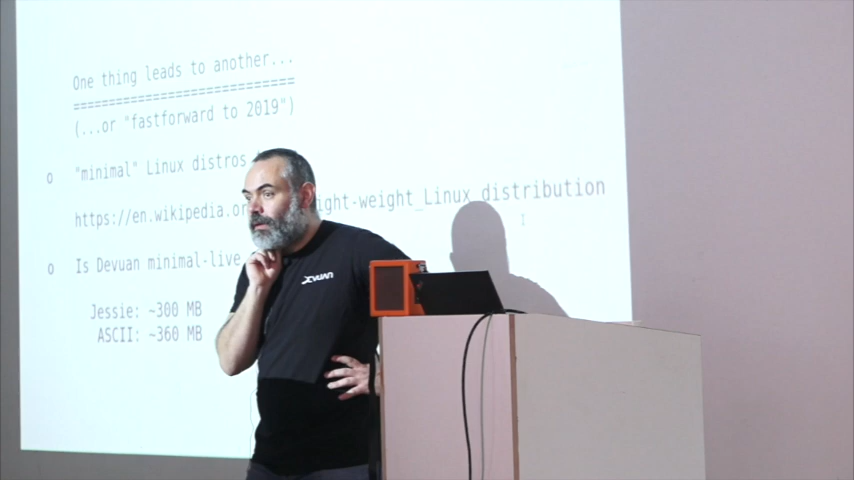 One thing leads to another...
============================
(...or "fastforward to 2019")
o "minimal" Linux distros
https://en.wikipedia.or ight-weight_Linux_distribution
o Is Devuan minimal-live
Jessie: ~300 MB
ASCII: ~360 MB
DEVUAN